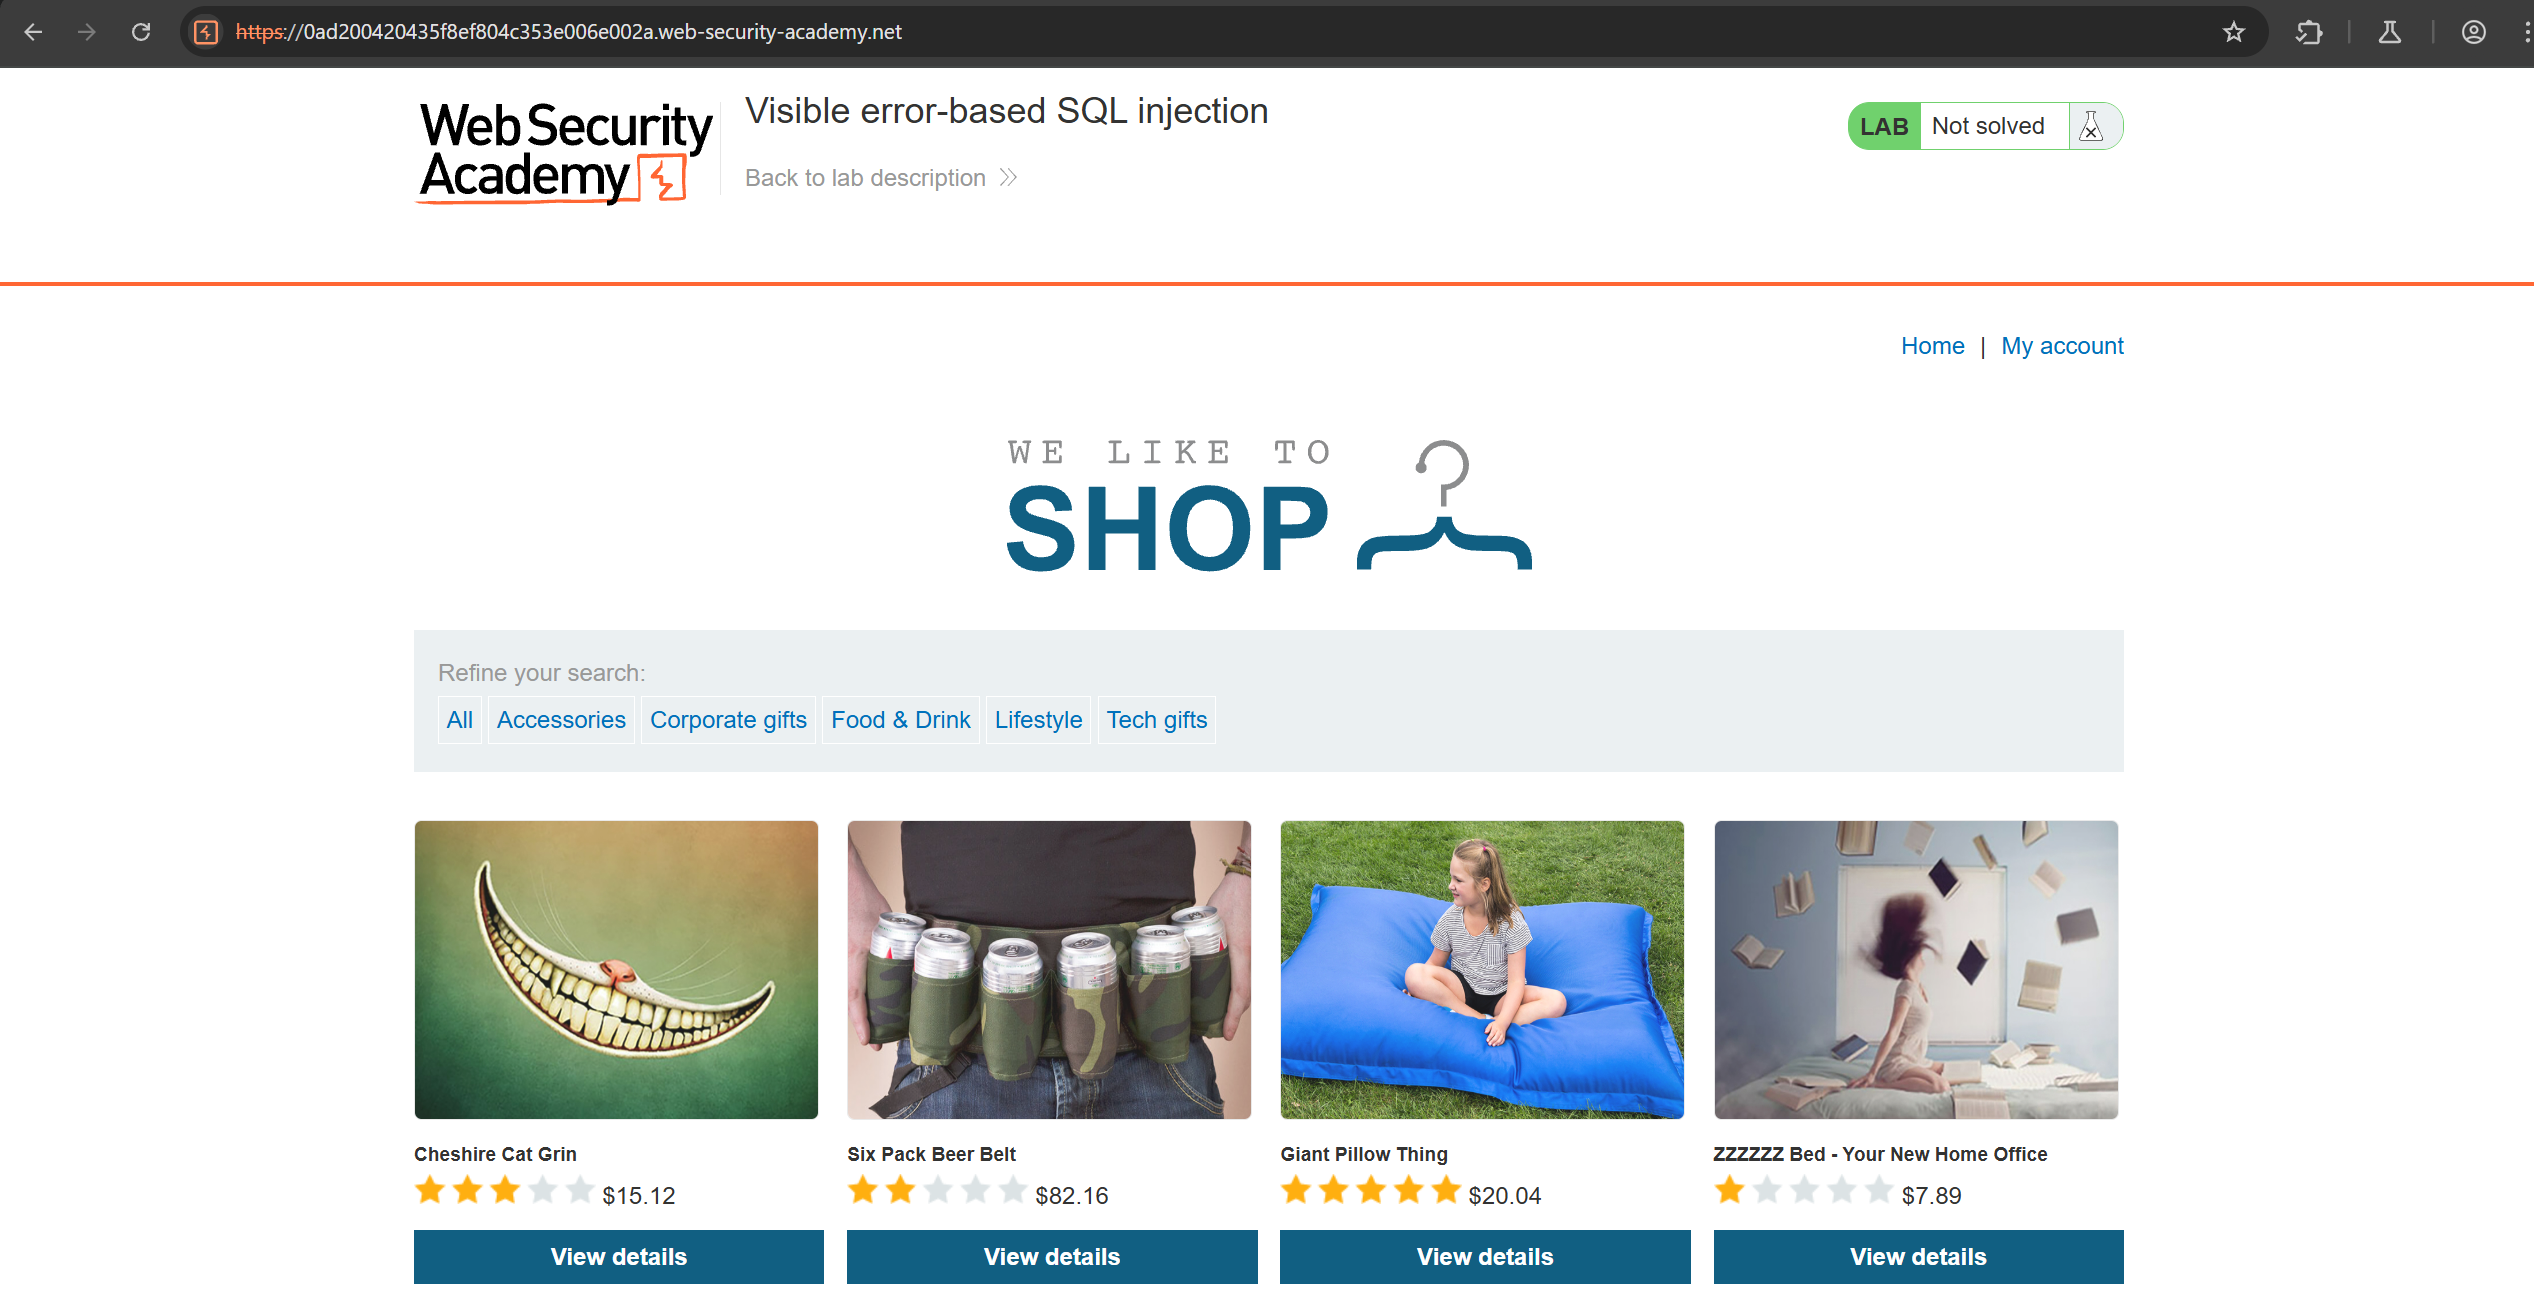 https://0ad200420435f8ef804c353e006e002a.web-security-academy.net
Web Security
Academy
Visible error-based SQL injection
Back to lab description
LAB Not solved
Home | My account
WE LIKE TO
SHOP
Refine your search:
All Accessories Corporate gifts Food & Drink Lifestyle Tech gifts
Cheshire Cat Grin Six Pack Beer Belt Giant Pillow Thing ZZZZZZ Bed - Your New Home Office
$15.12 $82.16 $20.04 $7.89
View details View details View details View details